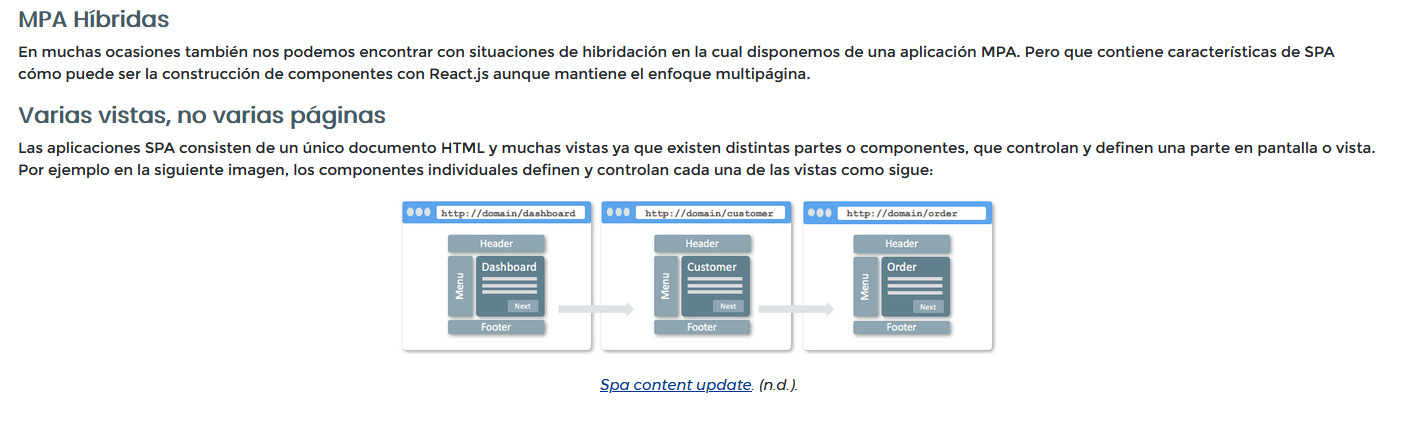 MPA Híbridas
En muchas ocasiones también nos podemos encontrar con situaciones de hibridación en la cual disponemos de una aplicación MPA. Pero que contiene características de SPA
cómo puede ser la construcción de componentes con React.js aunque mantiene el enfoque multipágina.
Varias vistas, no varias páginas
Las aplicaciones SPA consisten de un único documento HTML y muchas vistas ya que existen distintas partes o componentes, que controlan y definen una parte en pantalla o vista.
Por ejemplo en la siguiente imagen, los componentes individuales definen y controlan cada una de las vistas como sigue:
http://domain/dashboard
Header
Menu
Dashboard
Next
Footer
http://domain/customer
Header
Menu
Customer
Next
Footer
http://domain/order
Header
Menu
Order
Next
Footer
Spa content update. (n.d.).